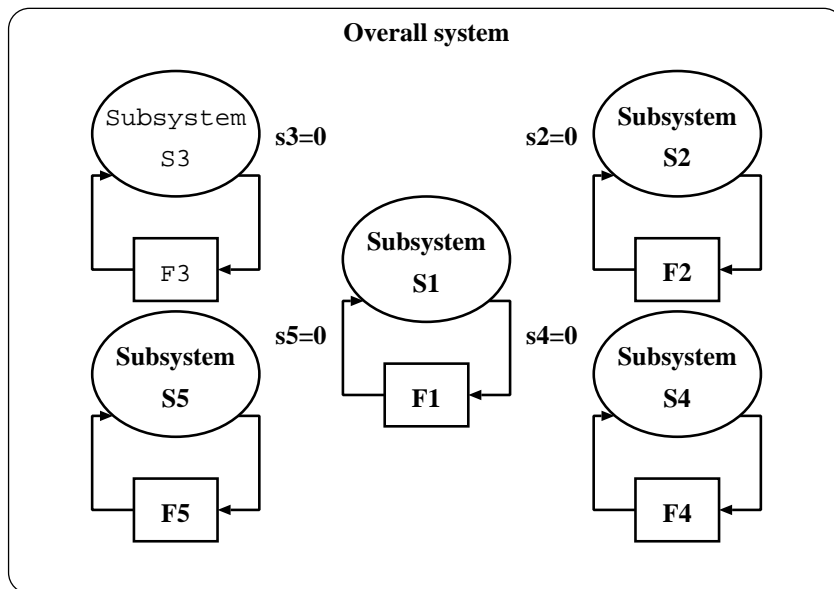 Overall system
Subsystem
S3
s3=0
s2=0
Subsystem
S2
F3
Subsystem
S1
F2
Subsystem
S5
s5=0
s4=0
Subsystem
S4
F1
F5
F4